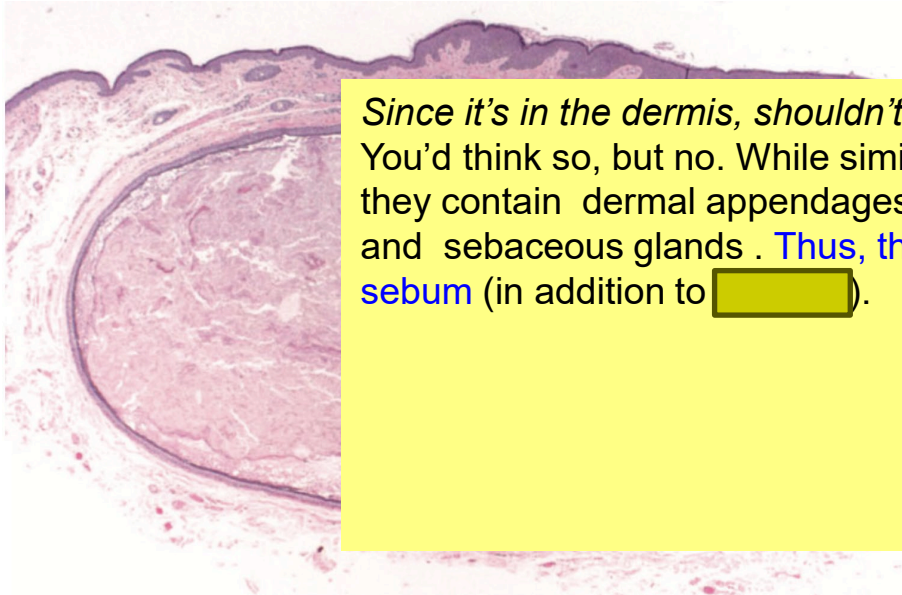 Since it’s in the dermis, shouldn’t
You’d think so, but no. While simi
they contain dermal appendages
and sebaceous glands . Thus, th
sebum (in addition to ).